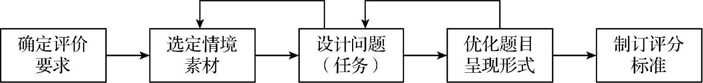 确定评价
要求
选定情境
素材
设计问题
（任务）
优化题目
呈现形式
制订评分
标准